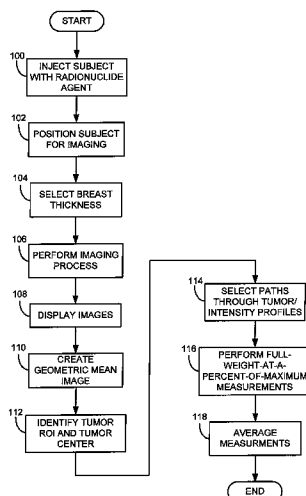 START
100
INJECT SUBJECT
WITH RADIONUCLIDE
AGENT
102
POSITION SUBJECT
FOR IMAGING
104
SELECT BREAST
THICKNESS
106
PERFORM IMAGING
PROCESS
108
DISPLAY IMAGES
110
CREATE
GEOMETRIC MEAN
IMAGE
112
IDENTIFY TUMOR
ROI AND TUMOR
CENTER
114
SELECT PATHS
THROUGH TUMOR/
INTENSITY PROFILES
116
PERFORM FULL-
WEIGHT-AT-A-
PERCENT-OF-MAXIMUM
MEASUREMENTS
118
AVERAGE
MEASURMENTS
END